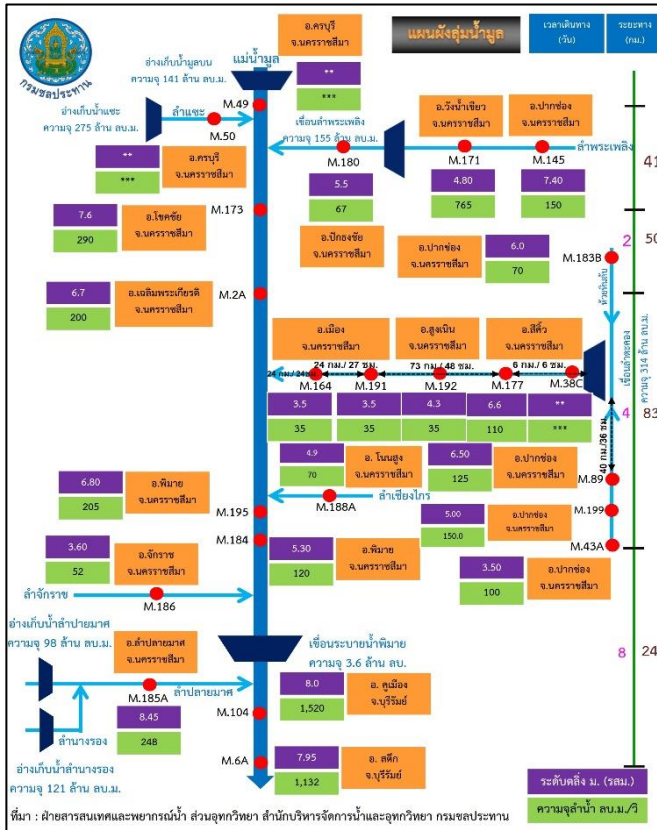 กรมชลประทาน
แม่น้ำมูล
อ.ครบุรี
จ.นครราชสีมา
แผนผังลุ่มน้ำมูล
เวลาเดินทาง
(วัน)
ระยะทาง
(กม.)
อ่างเก็บน้ำมูลบน
ความจุ 141 ล้าน ลบ.ม.
**
***
อ่างเก็บน้ำแซะ
ความจุ 275 ล้าน ลบ.ม.
ลำแซะ
M.49
M.50
เขื่อนลำพระเพลิง
ความจุ 155 ล้าน ลบ.ม.
อ.วังน้ำเขียว
จ.นครราชสีมา
อ.ปากช่อง
จ.นครราชสีมา
ลำพระเพลิง
M.180
M.171
M.145
41
**
***
อ.ครบุรี
จ.นครราชสีมา
5.5
67
4.80
765
7.40
150
7.6
290
อ.โชคชัย
จ.นครราชสีมา
M.173
อ.ปักธงชัย
จ.นครราชสีมา
อ.ปากช่อง
จ.นครราชสีมา
6.0
70
M.183B
2
50
6.7
200
อ.เฉลิมพระเกียรติ
จ.นครราชสีมา
M.2A
อ.เมือง
จ.นครราชสีมา
อ.สูงเนิน
จ.นครราชสีมา
อ.สีคิ้ว
จ.นครราชสีมา
เขื่อนลำตะคอง
ความจุ 314 ล้าน ลบ.ม.
24 กม./24ชม.
24 กม./ 27 ชม.
73 กม./ 48 ชม.
6 กม./ 6 ชม.
M.164
M.191
M.192
M.177
M.38C
3.5
35
3.5
35
4.3
35
6.6
110
**
***
4
83
40 กม./36 ชม.
4.9
70
อ. โนนสูง
จ.นครราชสีมา
6.50
125
อ.ปากช่อง
จ.นครราชสีมา
M.89
6.80
205
อ.พิมาย
จ.นครราชสีมา
M.195
ลำเชียงไกร
M.188A
5.00
150.0
อ.ปากช่อง
จ.นครราชสีมา
M.199
M.184
M.43A
3.60
52
อ.จักราช
จ.นครราชสีมา
5.30
120
อ.พิมาย
จ.นครราชสีมา
3.50
100
อ.ปากช่อง
จ.นครราชสีมา
ลำจักราช
M.186
อ่างเก็บน้ำลำปายมาศ
ความจุ 98 ล้าน ลบ.ม.
อ.ลำปลายมาศ
จ.นครราชสีมา
เขื่อนระบายน้ำพิมาย
ความจุ 3.6 ล้าน ลบ.
8
24
ลำปลายมาศ
M.185A
8.0
1,520
อ. คูเมือง
จ.บุรีรัมย์
M.104
8.45
248
ลำนางรอง
อ่างเก็บน้ำลำนางรอง
ความจุ 121 ล้าน ลบ.ม.
M.6A
7.95
1,132
อ. สตึก
จ.บุรีรัมย์
ระดับตลิ่ง ม. (รสม.)
ความจุลำน้ำ ลบ.ม./วิ
ที่มา : ฝ่ายสารสนเทศและพยากรณ์น้ำ ส่วนอุทกวิทยา สำนักบริหารจัดการน้ำและอุทกวิทยา กรมชลประทาน